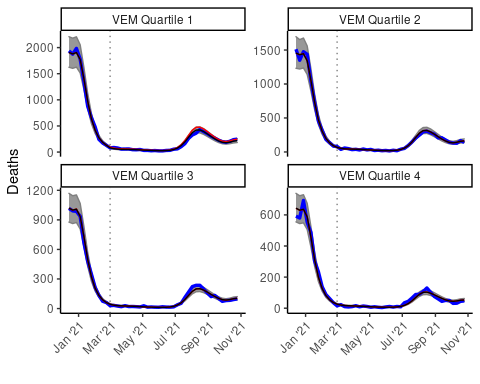 VEM Quartile 1
VEM Quartile 2
2000
1500
1000
500
0
1500
1000
500
0
Deaths
VEM Quartile 3
VEM Quartile 4
1200
900
600
300
0
600
400
200
0
Jan '21
Mar '21
May '21
Jul '21
Sep '21
Nov '21
Jan '21
Mar '21
May '21
Jul '21
Sep '21
Nov '21